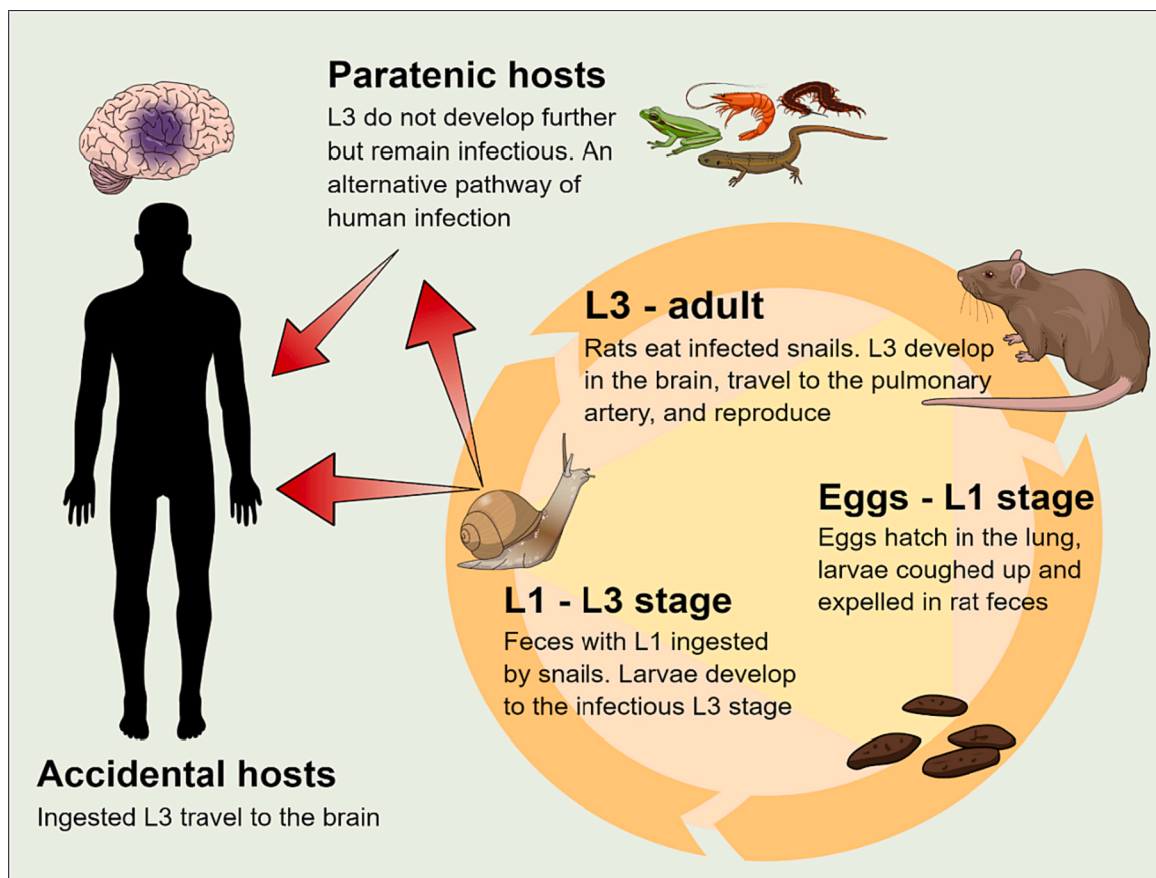 Paratenic hosts
L3 do not develop further
but remain infectious. An
alternative pathway of
human infection
L3 - adult
Rats eat infected snails. L3 develop
in the brain, travel to the pulmonary
artery, and reproduce
Eggs - L1 stage
Eggs hatch in the lung,
larvae coughed up and
expelled in rat feces
L1 - L3 stage
Feces with L1 ingested
by snails. Larvae develop
to the infectious L3 stage
Accidental hosts
Ingested L3 travel to the brain